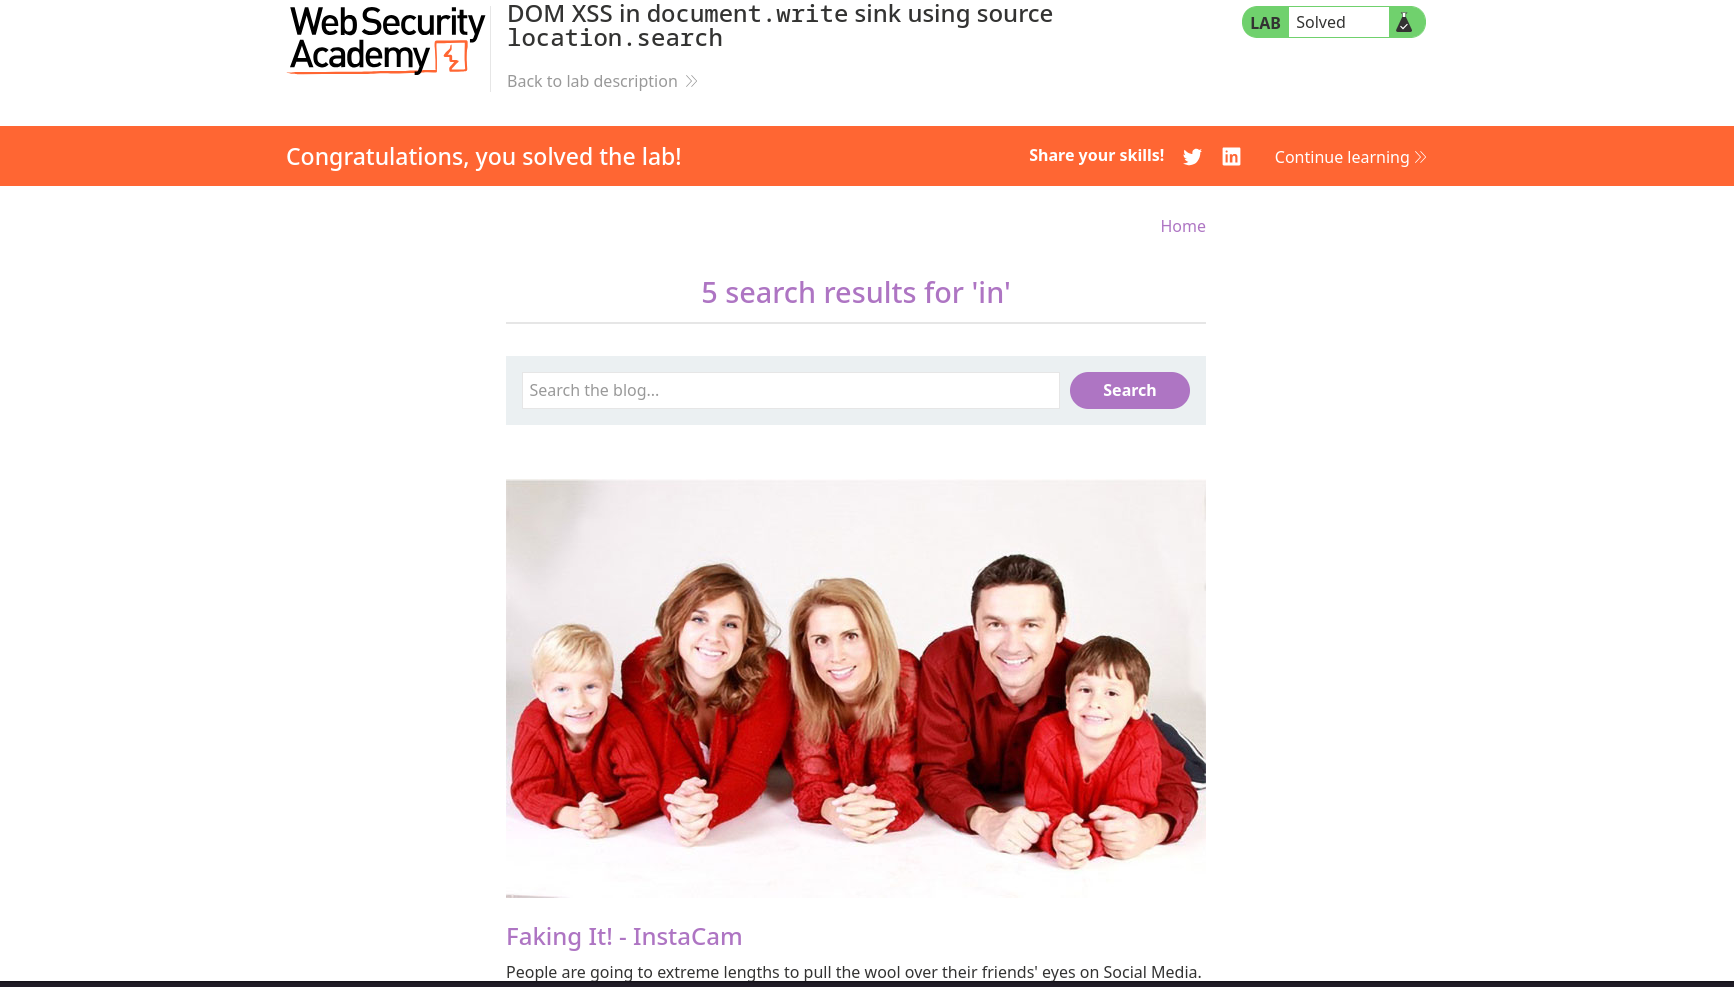 Web Security
Academy
DOM XSS in document.write sink using source
location.search
Back to lab description
LAB Solved
Congratulations, you solved the lab!
Share your skills!
Continue learning
Home
5 search results for 'in'
Search the blog...
Search
Faking It! - InstaCam
People are going to extreme lengths to pull the wool over their friends' eyes on Social Media.